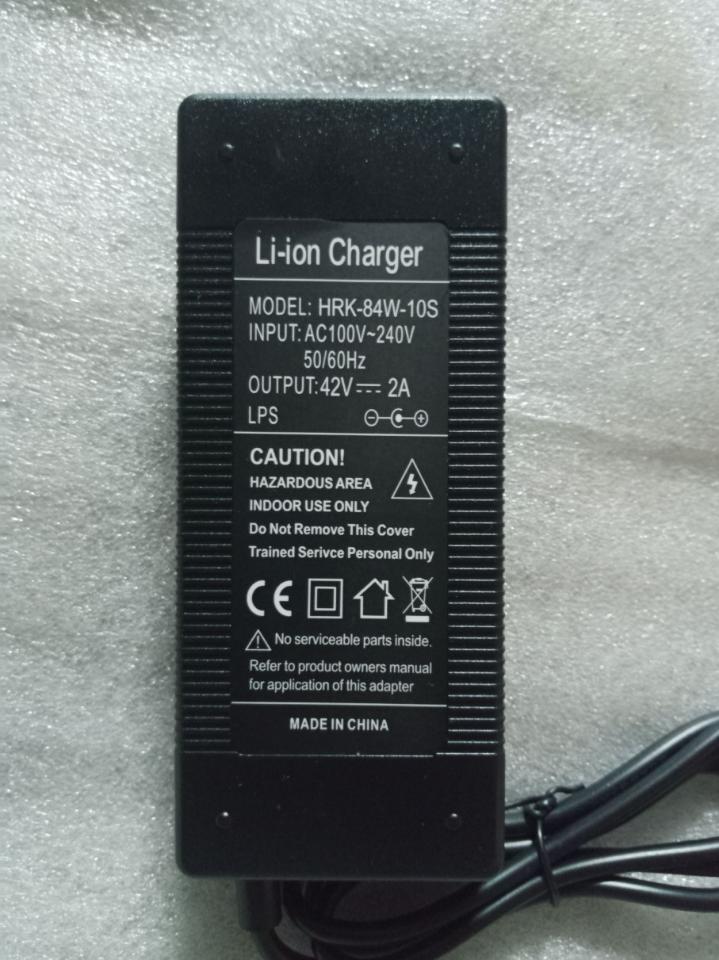 Li-ion Charger
MODEL: HRK-84W-10S
INPUT: AC100V~240V
50/60Hz
OUTPUT: 42V⎓ 2A
LPS
CAUTION!
HAZARDOUS AREA
INDOOR USE ONLY
Do Not Remove This Cover
Trained Serivce Personal Only
CE
No serviceable parts inside.
Refer to product owners manual
for application of this adapter
MADE IN CHINA